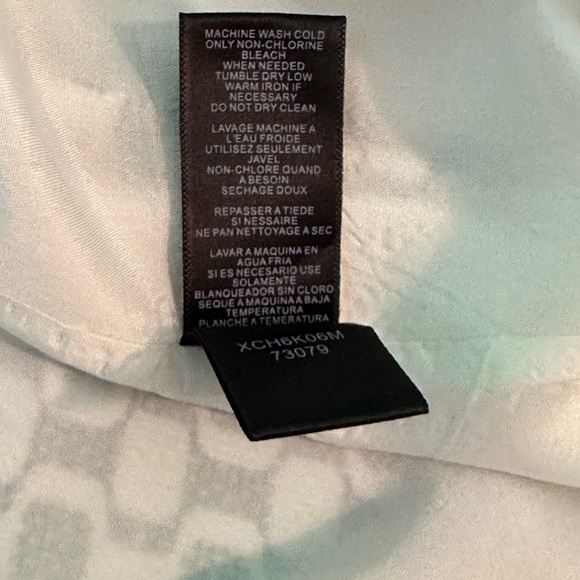 MACHINE WASH COLD
ONLY NON-CHLORINE
BLEACH
WHEN NEEDED
TUMBLE DRY LOW
WARM IRON IF
NECESSARY
DO NOT DRY CLEAN
LAVAGE MACHINE A
L'EAU FROIDE
UTILISEZ SEULEMENT
JAVEL
NON-CHLORE QUAND
A BESOIN
SECHAGE DOUX
REPASSER A TIEDE
SI NESSAIRE
NE PAN NETTOYAGE A SEC
LAVAR A MAQUINA EN
AGUA FRIA
SI ES NECESARIO USE
SOLAMENTE
BLANQUEADOR SIN CLORO
SEQUE A MAQUINA A BAJA
TEMPERATURA
PLANCHE A TEMERATURA
XCH6K06M
73079